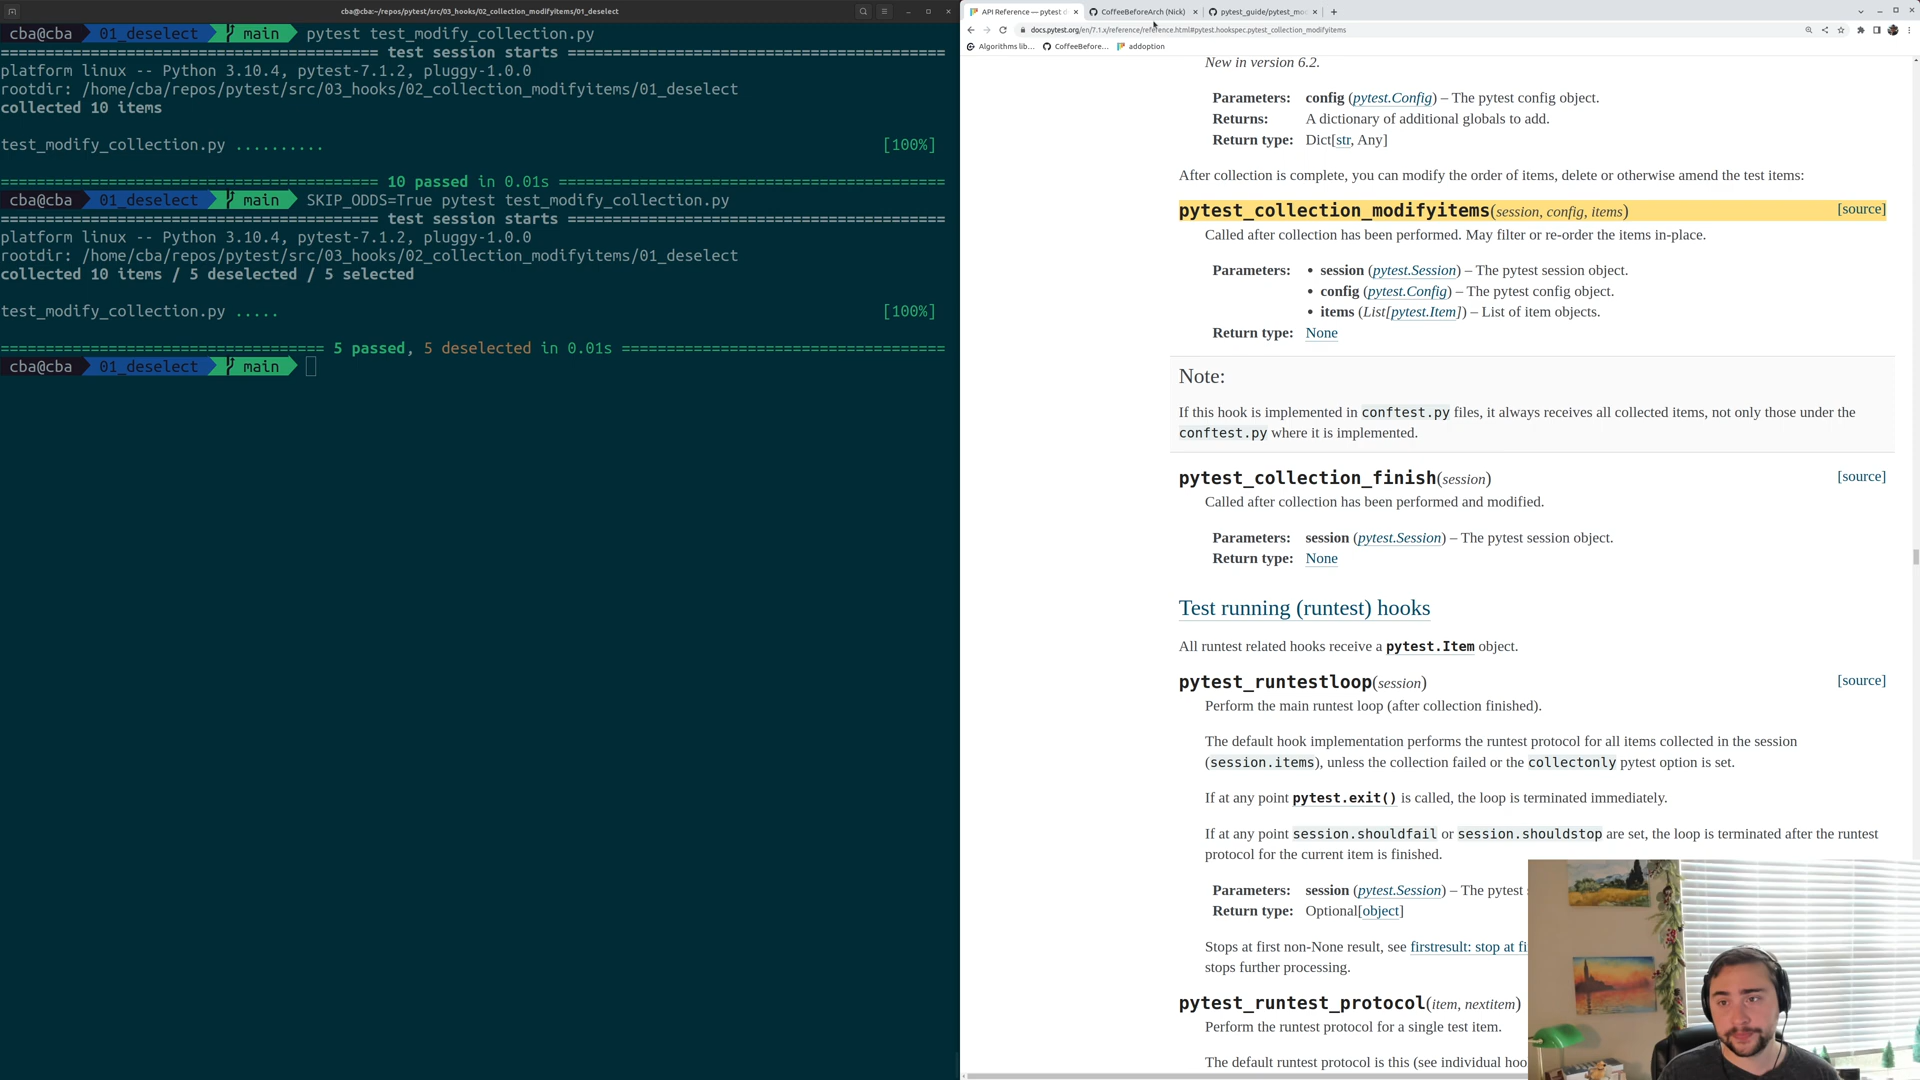 cba@cba:~/repos/pytest/src/03_hooks/02_collection_modifyitems/01_deselect
cba@cba 01_deselect main pytest test_modify_collection.py
========================================== test session starts ==========================================
platform linux -- Python 3.10.4, pytest-7.1.2, pluggy-1.0.0
rootdir: /home/cba/repos/pytest/src/03_hooks/02_collection_modifyitems/01_deselect
collected 10 items
test_modify_collection.py .......... [100%]
========================================== 10 passed in 0.01s ===========================================
cba@cba 01_deselect main SKIP_ODDS=True pytest test_modify_collection.py
========================================== test session starts ==========================================
platform linux -- Python 3.10.4, pytest-7.1.2, pluggy-1.0.0
rootdir: /home/cba/repos/pytest/src/03_hooks/02_collection_modifyitems/01_deselect
collected 10 items / 5 deselected / 5 selected
test_modify_collection.py ..... [100%]
==================================== 5 passed, 5 deselected in 0.01s ====================================
cba@cba 01_deselect main
API Reference — pytest d
CoffeeBeforeArch (Nick)
pytest_guide/pytest_mo
docs.pytest.org/en/7.1.x/reference/reference.html#pytest.hookspec.pytest_collection_modifyitems
Algorithms lib... CoffeeBefore... addoption
New in version 6.2.
Parameters: config (pytest.Config) – The pytest config object.
Returns: A dictionary of additional globals to add.
Return type: Dict[str, Any]
After collection is complete, you can modify the order of items, delete or otherwise amend the test items:
pytest_collection_modifyitems(session, config, items) [source]
Called after collection has been performed. May filter or re-order the items in-place.
Parameters: • session (pytest.Session) – The pytest session object.
• config (pytest.Config) – The pytest config object.
• items (List[pytest.Item]) – List of item objects.
Return type: None
Note:
If this hook is implemented in conftest.py files, it always receives all collected items, not only those under the
conftest.py where it is implemented.
pytest_collection_finish(session) [source]
Called after collection has been performed and modified.
Parameters: session (pytest.Session) – The pytest session object.
Return type: None
Test running (runtest) hooks
All runtest related hooks receive a pytest.Item object.
pytest_runtestloop(session) [source]
Perform the main runtest loop (after collection finished).
The default hook implementation performs the runtest protocol for all items collected in the session
(session.items), unless the collection failed or the collectonly pytest option is set.
If at any point pytest.exit() is called, the loop is terminated immediately.
If at any point session.shouldfail or session.shouldstop are set, the loop is terminated after the runtest
protocol for the current item is finished.
Parameters: session (pytest.Session) – The pytest
Return type: Optional[object]
Stops at first non-None result, see firstresult: stop at fi
stops further processing.
pytest_runtest_protocol(item, nextitem)
Perform the runtest protocol for a single test item.
The default runtest protocol is this (see individual hoo